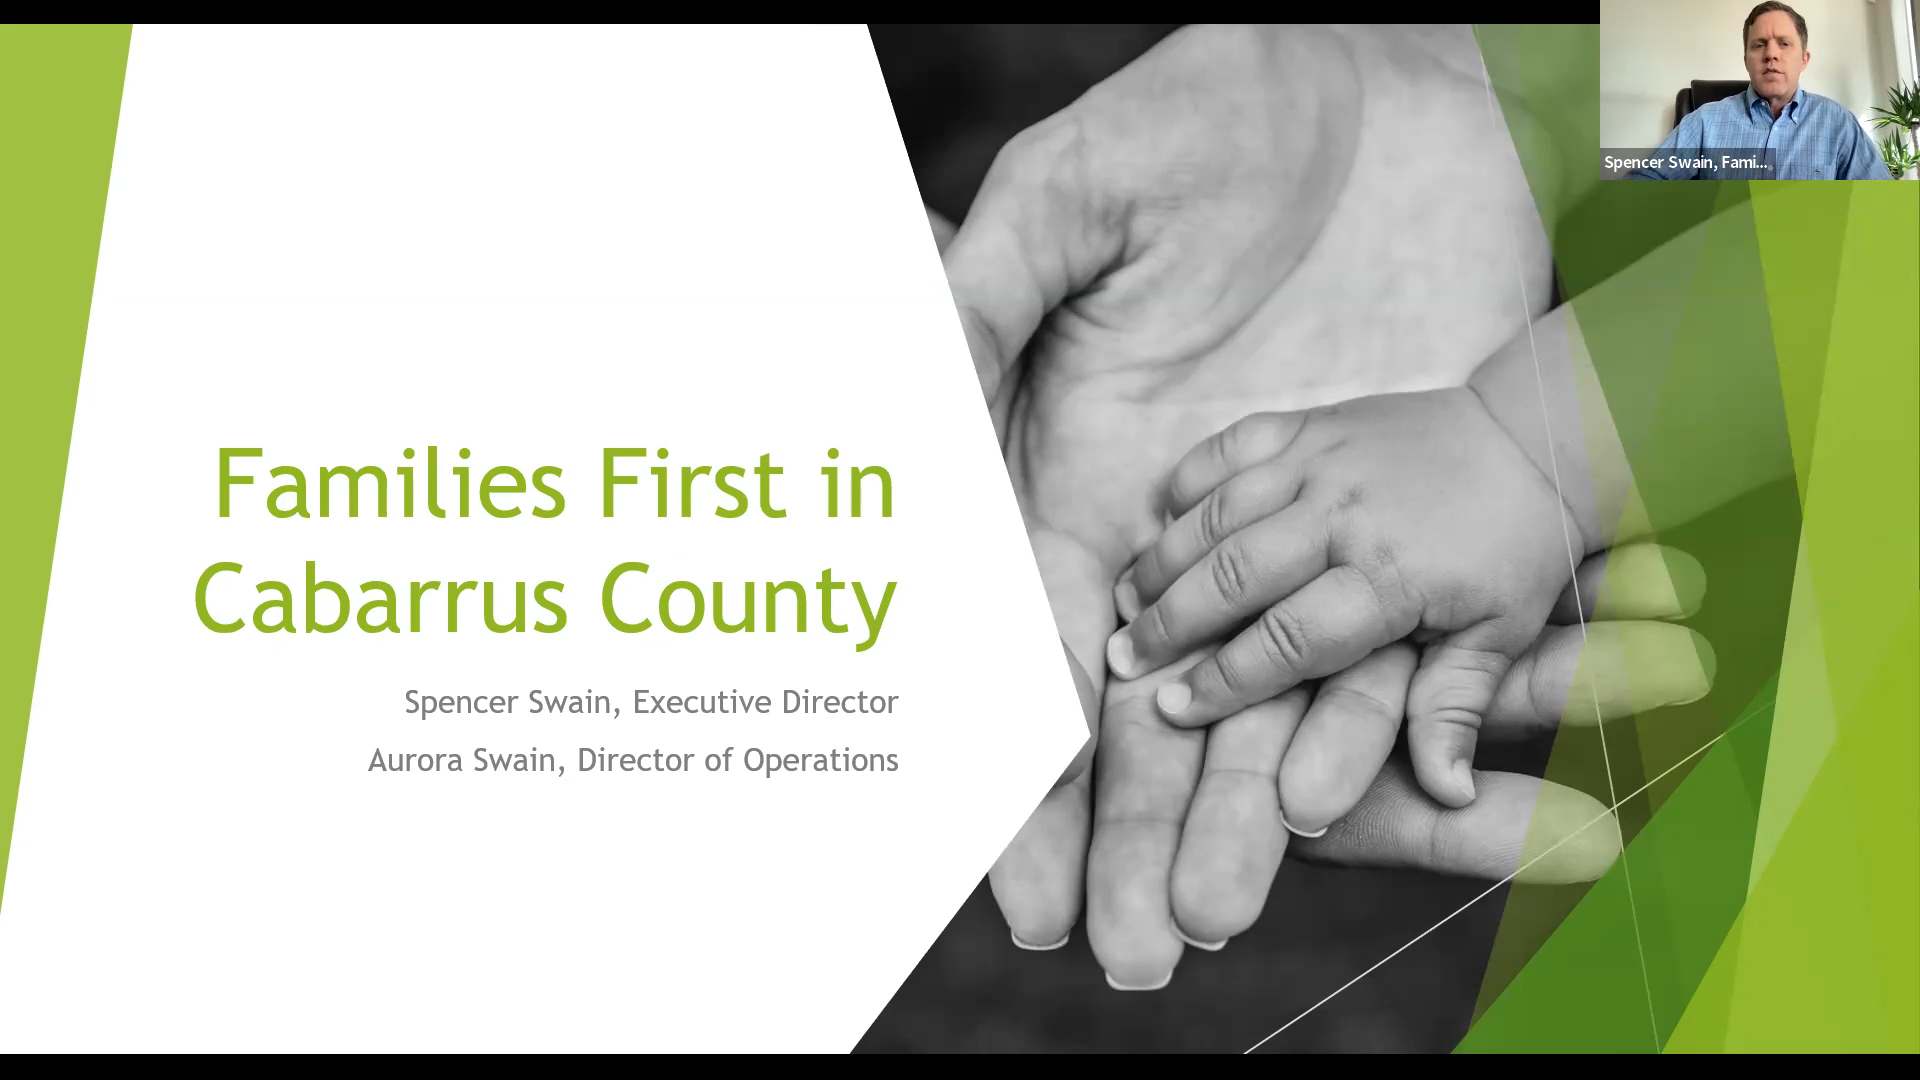 Families First in
Cabarrus County
Spencer Swain, Executive Director
Aurora Swain, Director of Operations
Spencer Swain, Fami...